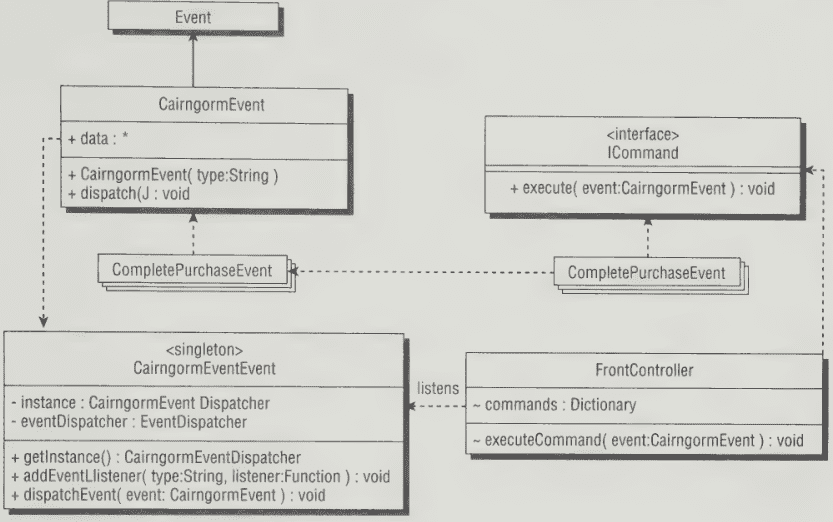 Event
CairngormEvent
+ data : *
+ CairngormEvent( type:String )
+ dispatch(J : void
<interface>
ICommand
+ execute( event:CairngormEvent ) : void
CompletePurchaseEvent
CompletePurchaseEvent
<singleton>
CairngormEventEvent
- instance : CairngormEvent Dispatcher
- eventDispatcher : EventDispatcher
+ getInstance() : CairngormEventDispatcher
+ addEventLlistener( type:String, listener:Function ) : void
+ dispatchEvent( event: CairngormEvent ) : void
listens
FrontController
~ commands : Dictionary
~ executeCommand( event:CairngormEvent ) : void